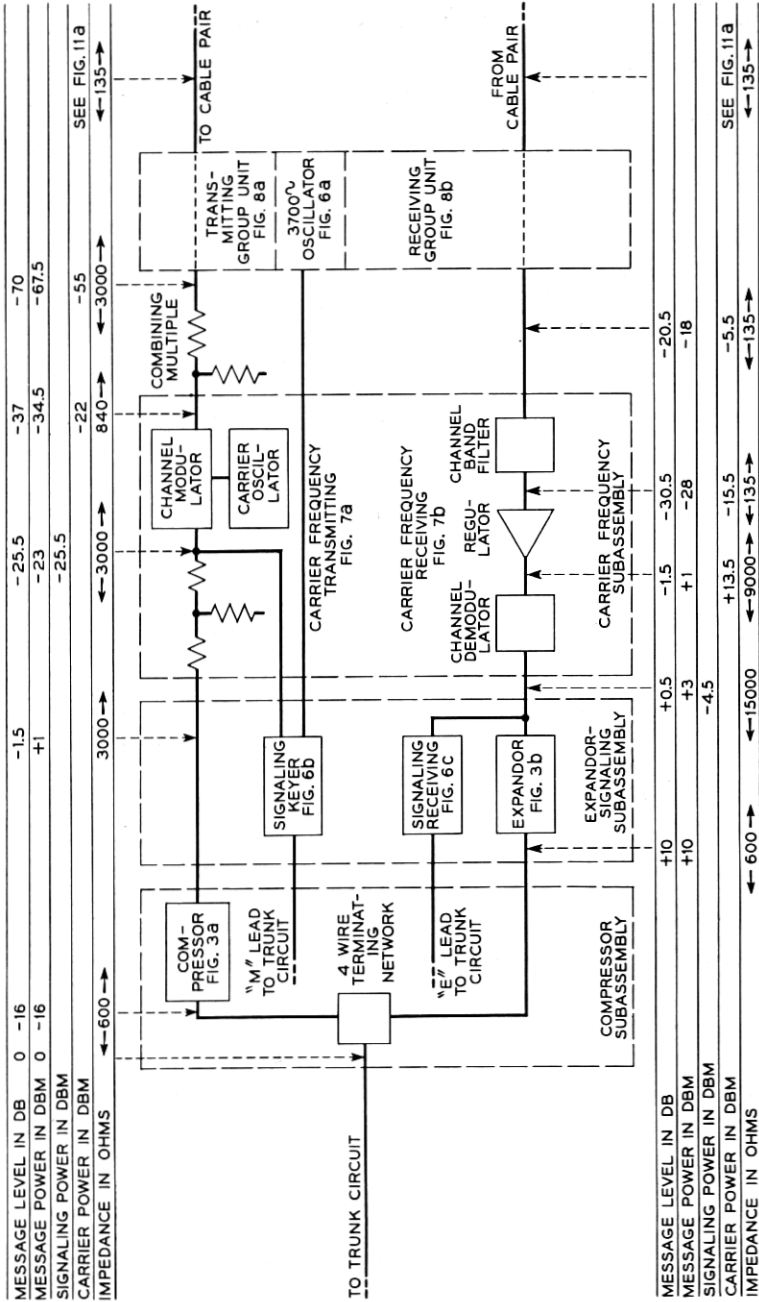 MESSAGE LEVEL IN DB 0 -16 -1.5 -25.5 -37 -70
MESSAGE POWER IN DBM 0 -16 +1 -23 -34.5 -67.5
SIGNALING POWER IN DBM -25.5
CARRIER POWER IN DBM -22 -55 SEE FIG. 11a
IMPEDANCE IN OHMS ←600→ 3000→ ←3000→ 840→ ←3000→ ←135→
COM-
PRESSOR
FIG. 3a
"M" LEAD
TO TRUNK
CIRCUIT
4 WIRE
TERMINAT-
ING
NETWORK
"E" LEAD
TO TRUNK
CIRCUIT
COMPRESSOR
SUBASSEMBLY
TO TRUNK CIRCUIT
SIGNALING
KEYER
FIG. 6b
SIGNALING
RECEIVING
FIG. 6c
EXPANDOR
FIG. 3b
EXPANDOR-
SIGNALING
SUBASSEMBLY
CHANNEL
MODU-
LATOR
CARRIER
OSCIL-
LATOR
CARRIER FREQUENCY
TRANSMITTING
FIG. 7a
CARRIER FREQUENCY
RECEIVING
FIG. 7b
CHANNEL
DEMODU-
LATOR
REGU-
LATOR
CHANNEL
BAND
FILTER
CARRIER FREQUENCY
SUBASSEMBLY
COMBINING
MULTIPLE
TRANS-
MITTING
GROUP UNIT
FIG. 8a
3700~
OSCILLATOR
FIG. 6a
RECEIVING
GROUP UNIT
FIG. 8b
TO CABLE PAIR
FROM
CABLE PAIR
MESSAGE LEVEL IN DB +10 +0.5 -1.5 -30.5 -20.5
MESSAGE POWER IN DBM +10 +3 +1 -28 -18
SIGNALING POWER IN DBM -4.5
CARRIER POWER IN DBM +13.5 -15.5 -5.5 SEE FIG. 11a
IMPEDANCE IN OHMS ←600→ ←15000 ←9000→ ←135→ ←135→ ←135→